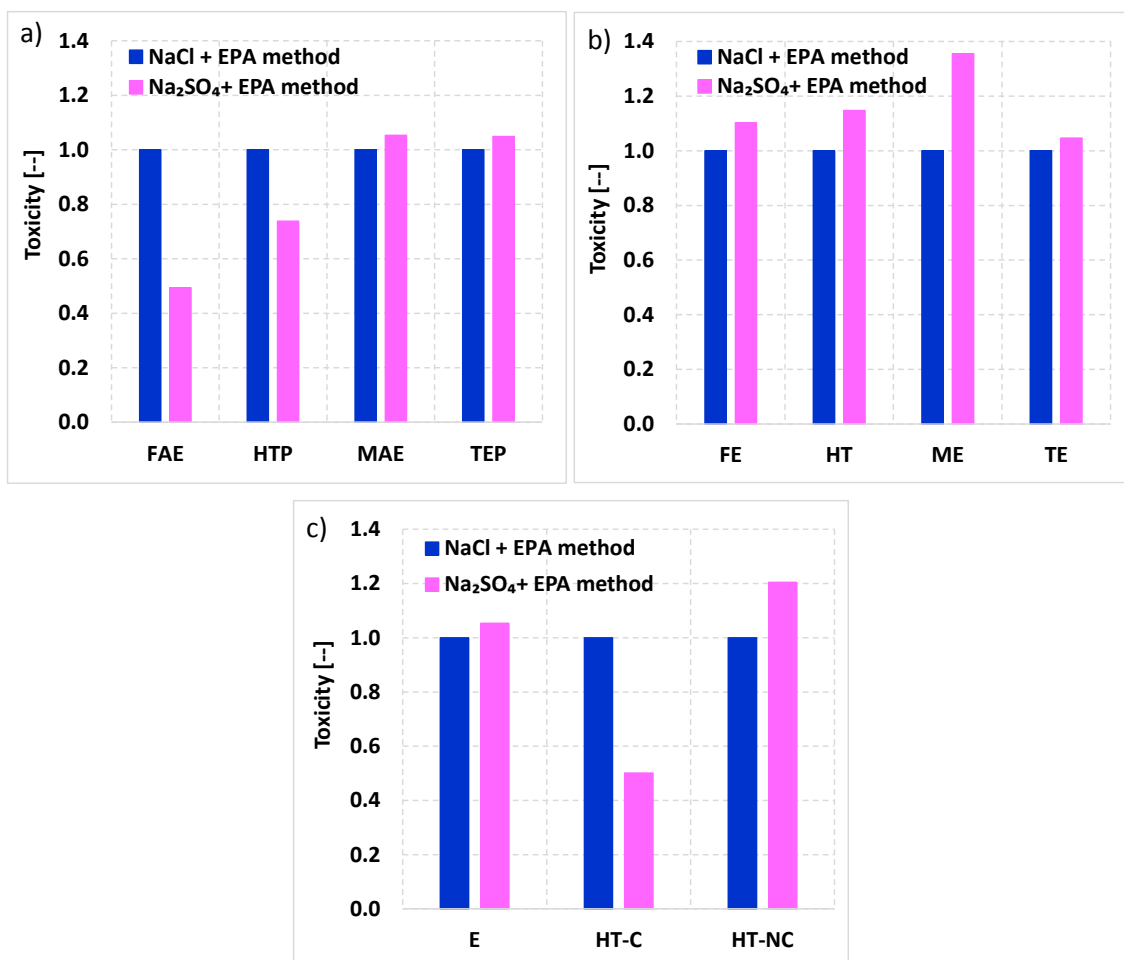 a)
1.4
NaCl + EPA method
1.2
Na₂SO₄+ EPA method
1.0
0.8
0.6
0.4
0.2
0.0
Toxicity [--]
FAE HTP MAE TEP
b)
1.4
NaCl + EPA method
1.2
Na₂SO₄+ EPA method
1.0
0.8
0.6
0.4
0.2
0.0
Toxicity [--]
FE HT ME TE
c)
1.4
NaCl + EPA method
1.2
Na₂SO₄+ EPA method
1.0
0.8
0.6
0.4
0.2
0.0
Toxicity [--]
E HT-C HT-NC